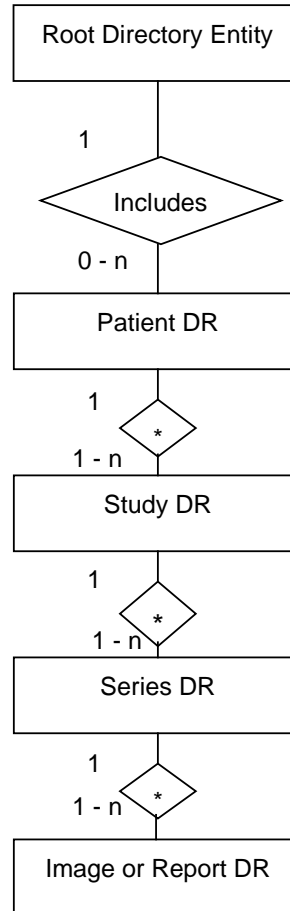 Root Directory Entity
1
Includes
0 - n
Patient DR
1
*
1 - n
Study DR
1
*
1 - n
Series DR
1
*
1 - n
Image or Report DR